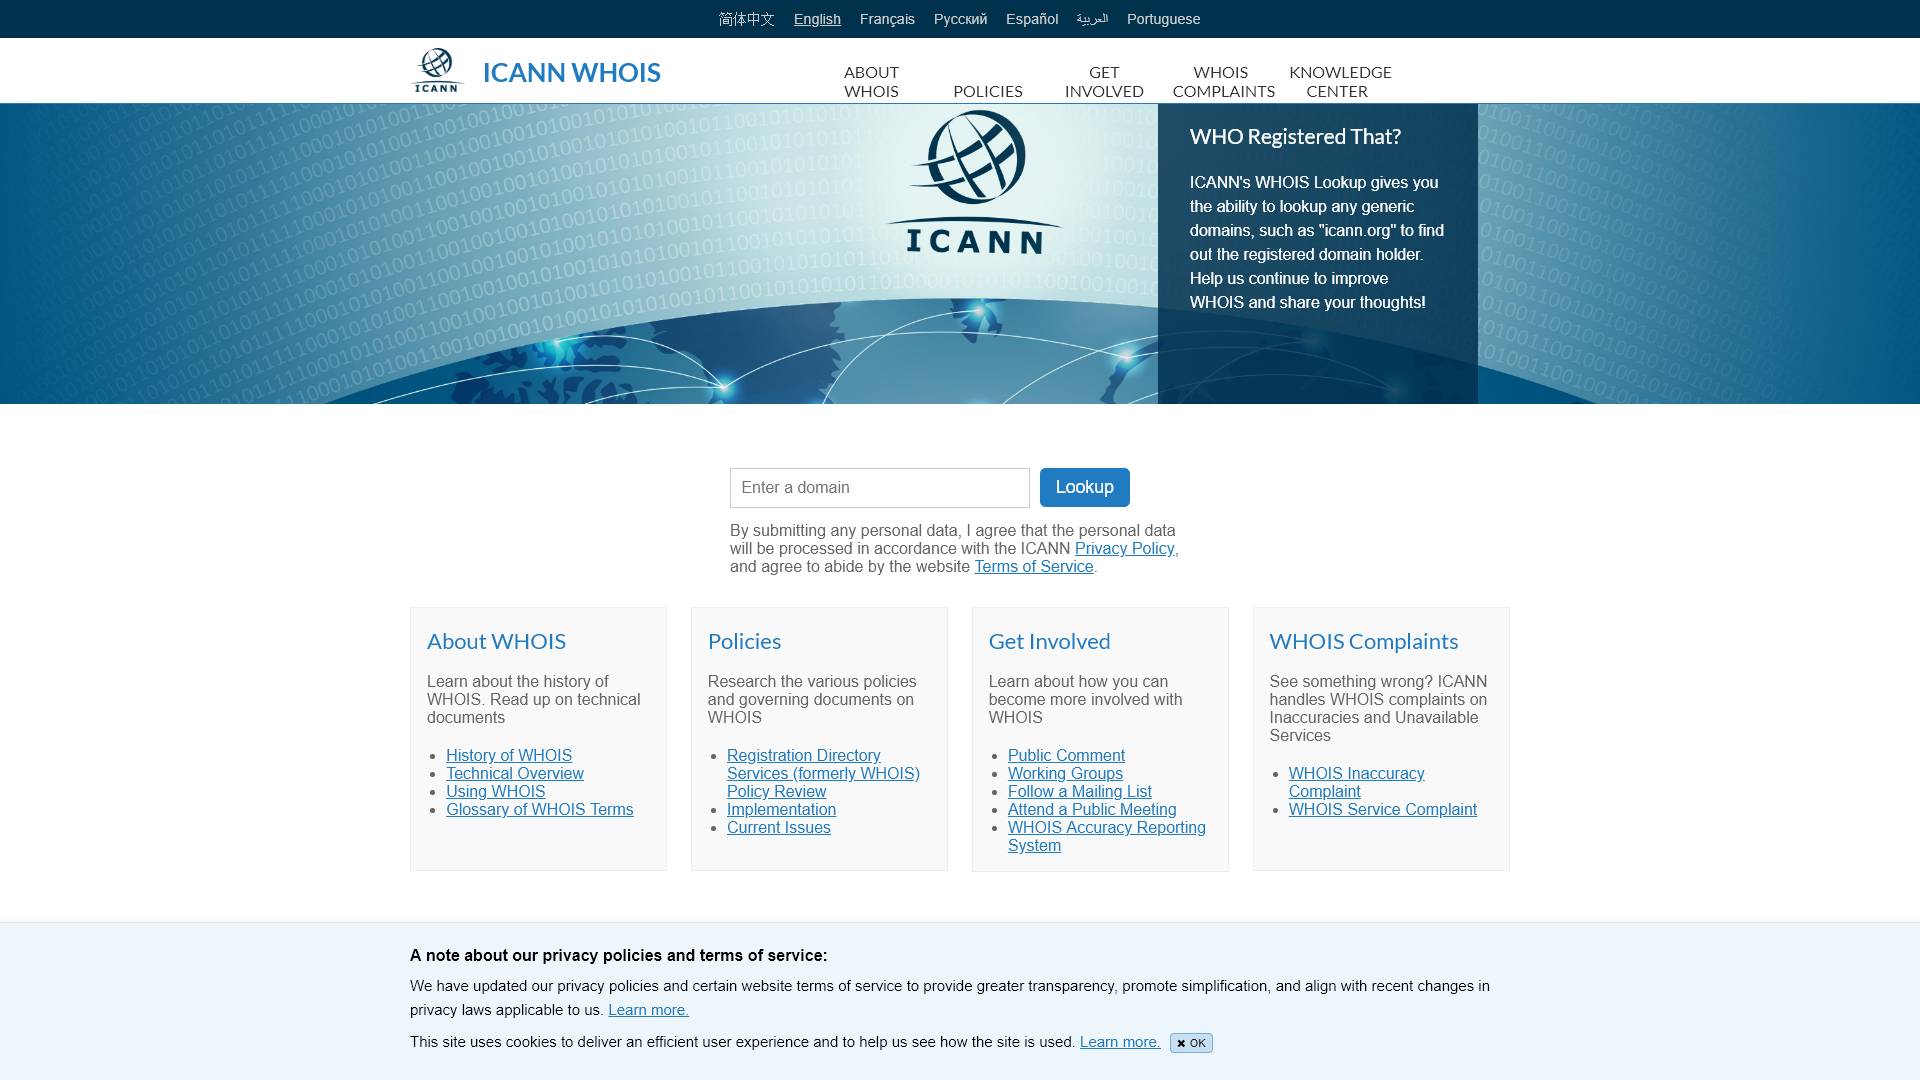 简体中文 English Français Русский Español العربية Portuguese
ICANN
ICANN WHOIS
ABOUT WHOIS
POLICIES
GET INVOLVED
WHOIS COMPLAINTS
KNOWLEDGE CENTER
ICANN
WHO Registered That?
ICANN's WHOIS Lookup gives you
the ability to lookup any generic
domains, such as "icann.org" to find
out the registered domain holder.
Help us continue to improve
WHOIS and share your thoughts!
Enter a domain
Lookup
By submitting any personal data, I agree that the personal data
will be processed in accordance with the ICANN Privacy Policy,
and agree to abide by the website Terms of Service.
About WHOIS
Learn about the history of
WHOIS. Read up on technical
documents
History of WHOIS
Technical Overview
Using WHOIS
Glossary of WHOIS Terms
Policies
Research the various policies
and governing documents on
WHOIS
Registration Directory
Services (formerly WHOIS)
Policy Review
Implementation
Current Issues
Get Involved
Learn about how you can
become more involved with
WHOIS
Public Comment
Working Groups
Follow a Mailing List
Attend a Public Meeting
WHOIS Accuracy Reporting
System
WHOIS Complaints
See something wrong? ICANN
handles WHOIS complaints on
Inaccuracies and Unavailable
Services
WHOIS Inaccuracy
Complaint
WHOIS Service Complaint
A note about our privacy policies and terms of service:
We have updated our privacy policies and certain website terms of service to provide greater transparency, promote simplification, and align with recent changes in
privacy laws applicable to us. Learn more.
This site uses cookies to deliver an efficient user experience and to help us see how the site is used. Learn more. ✖ OK